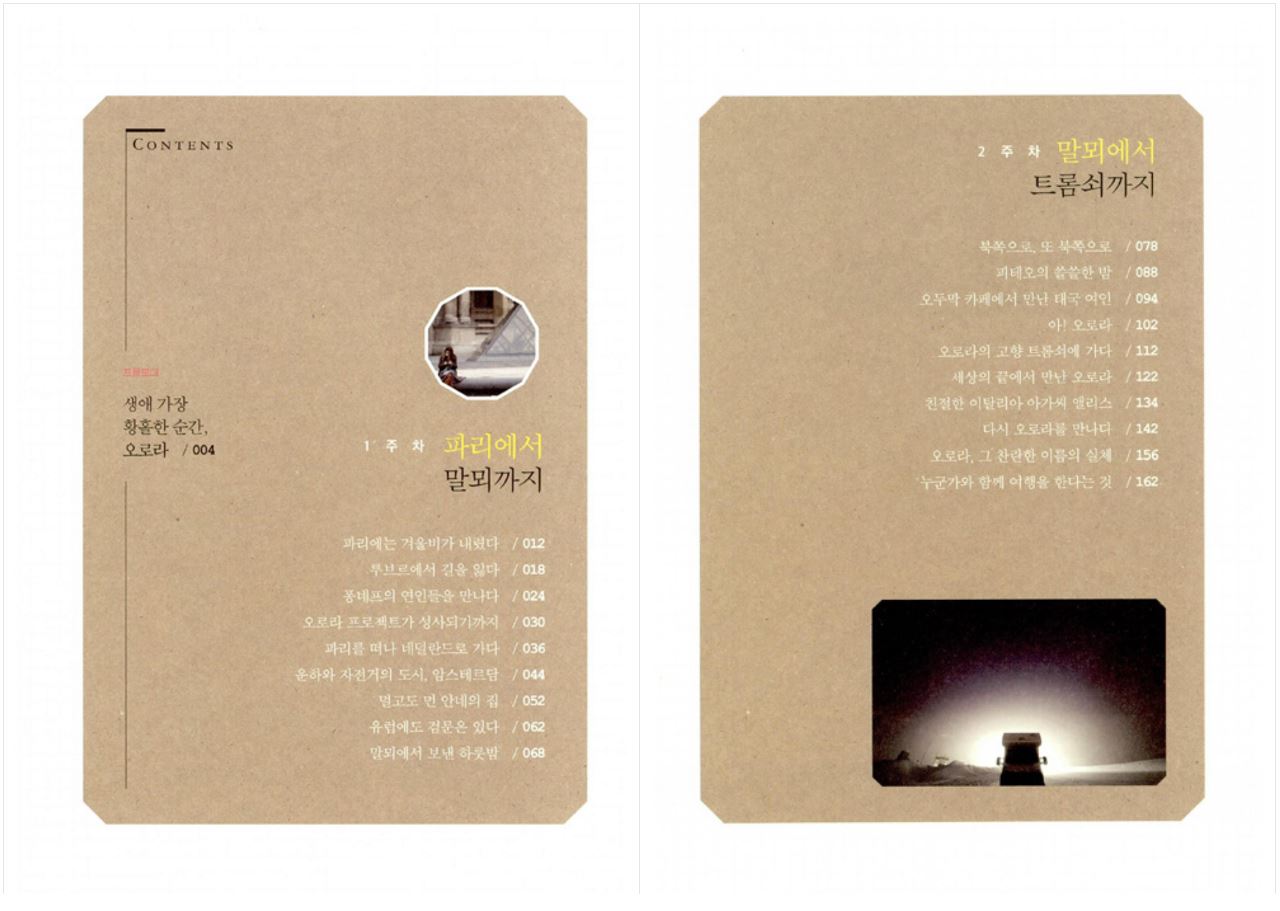 CONTENTS
프롤로그
생애 가장
황홀한 순간,
오로라 / 004
1 주 차 파리에서
말뫼까지
파리에는 겨울비가 내렸다 / 012
루브르에서 길을 잃다 / 018
퐁네프의 연인들을 만나다 / 024
오로라 프로젝트가 성사되기까지 / 030
파리를 떠나 네덜란드로 가다 / 036
운하와 자전거의 도시, 암스테르담 / 044
멀고도 먼 안네의 집 / 052
유럽에도 검문은 있다 / 062
말뫼에서 보낸 하룻밤 / 068
2 주 차 말뫼에서
트롬쇠까지
북쪽으로, 또 북쪽으로 / 078
피테오의 쓸쓸한 밤 / 088
오두막 카페에서 만난 태국 여인 / 094
아! 오로라 / 102
오로라의 고향 트롬쇠에 가다 / 112
세상의 끝에서 만난 오로라 / 122
친절한 이탈리아 아가씨 앨리스 / 134
다시 오로라를 만나다 / 142
오로라, 그 찬란한 이름의 실체 / 156
누군가와 함께 여행을 한다는 것 / 162